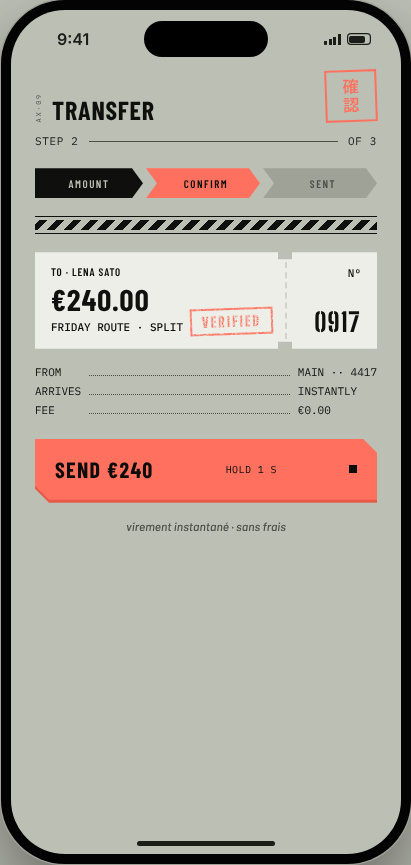 9:41
確認
AX-09
TRANSFER
STEP 2 OF 3
AMOUNT CONFIRM SENT
TO · LENA SATO
€240.00
FRIDAY ROUTE · SPLIT
VERIFIED
Nº
0917
FROM MAIN ·· 4417
ARRIVES INSTANTLY
FEE €0.00
SEND €240 HOLD 1 S
virement instantané · sans frais